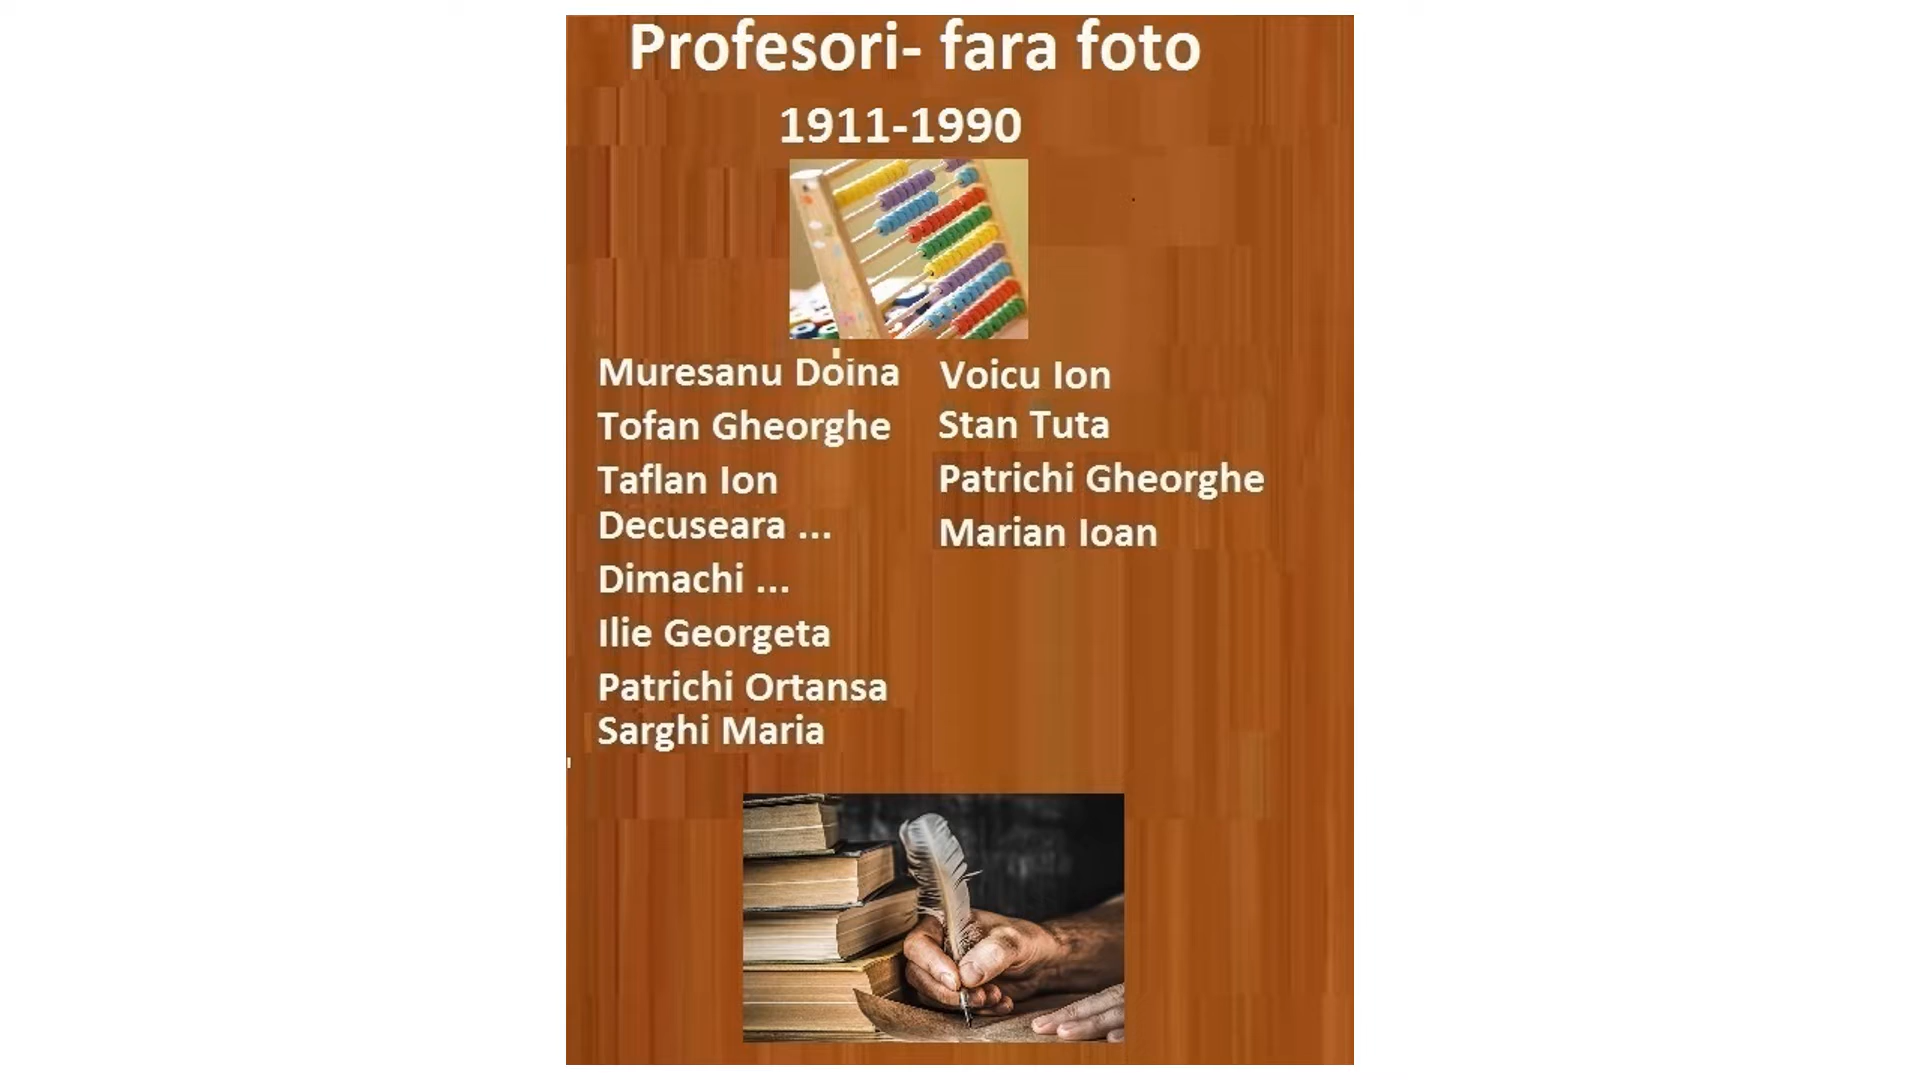 Profesori- fara foto
1911-1990
Muresanu Doina
Tofan Gheorghe
Taflan Ion
Decuseara ...
Dimachi ...
Ilie Georgeta
Patrichi Ortansa
Sarghi Maria
Voicu Ion
Stan Tuta
Patrichi Gheorghe
Marian Ioan